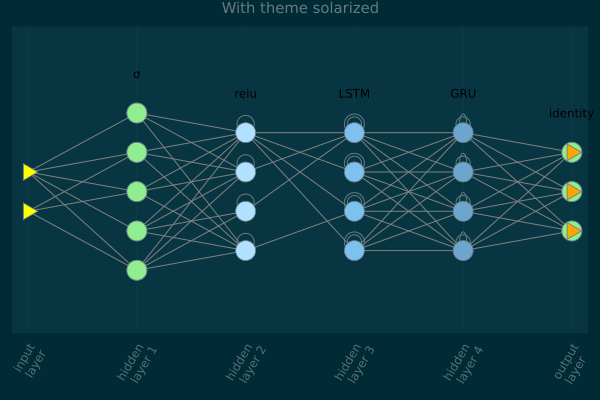 With theme solarized
σ
relu
LSTM
GRU
identity
input
layer
hidden
layer 1
hidden
layer 2
hidden
layer 3
hidden
layer 4
output
layer